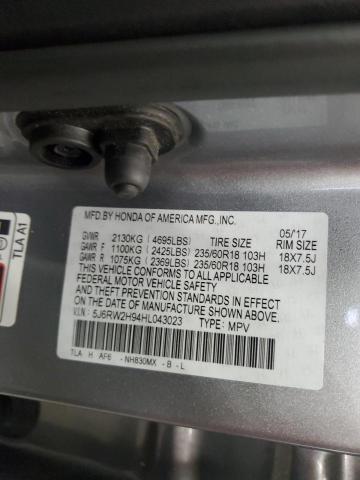 MFD.BY HONDA OF AMERICA MFG.,INC.
05/17
GVWR 2130KG (4695LBS) TIRE SIZE RIM SIZE
GAWR F 1100KG (2425LBS) 235/60R18 103H 18X7.5J
GAWR R 1075KG (2369LBS) 235/60R18 103H 18X7.5J
THIS VEHICLE CONFORMS TO ALL APPLICABLE
FEDERAL MOTOR VEHICLE SAFETY
AND THEFT PREVENTION STANDARDS IN EFFECT
ON THE DATE OF MANUFACTURE SHOWN ABOVE.
V.I.N: 5J6RW2H94HL043023 TYPE: MPV
TLA H AF6 -NH830MX -B -L
TLA A1